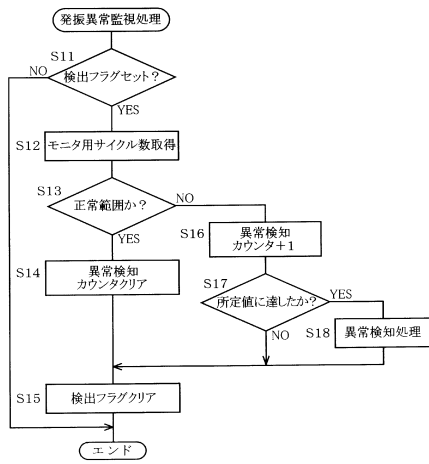 発振異常監視処理
S11
NO
検出フラグセット？
YES
S12
モニタ用サイクル数取得
S13
正常範囲か？
NO
YES
S16
異常検知
カウンタ＋1
S14
異常検知
カウンタクリア
S17
所定値に達したか？
YES
NO
S18
異常検知処理
S15
検出フラグクリア
エンド